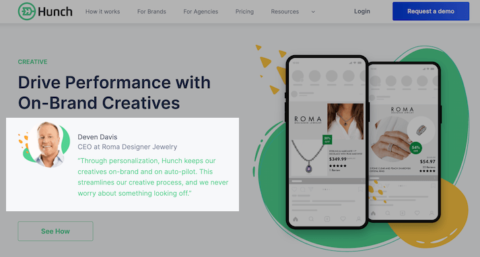 Hunch
How it works
For Brands
For Agencies
Pricing
Resources
Login
Request a demo
CREATIVE
Drive Performance with
On-Brand Creatives
Deven Davis
CEO at Roma Designer Jewelry
"Through personalization, Hunch keeps our
creatives on-brand and on auto-pilot. This
streamlines our creative process, and we never
worry about something looking off."
See How
ROMA
ROMA
$54.97